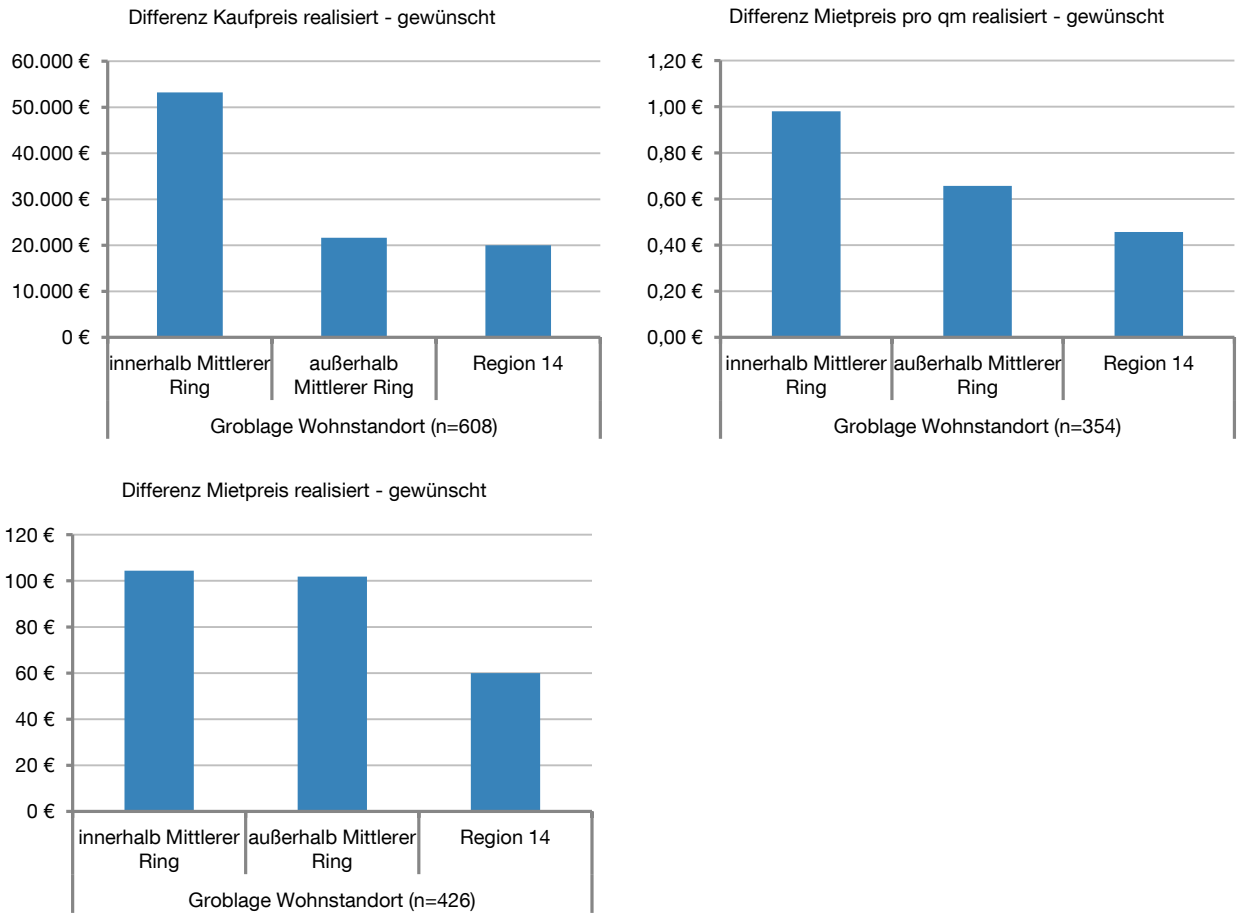 Differenz Kaufpreis realisiert - gewünscht
60.000 €
50.000 €
40.000 €
30.000 €
20.000 €
10.000 €
0 €
innerhalb Mittlerer
Ring
außerhalb
Mittlerer Ring
Region 14
Groblage Wohnstandort (n=608)
Differenz Mietpreis pro qm realisiert - gewünscht
1,20 €
1,00 €
0,80 €
0,60 €
0,40 €
0,20 €
0,00 €
innerhalb Mittlerer
Ring
außerhalb Mittlerer
Ring
Region 14
Groblage Wohnstandort (n=354)
Differenz Mietpreis realisiert - gewünscht
120 €
100 €
80 €
60 €
40 €
20 €
0 €
innerhalb Mittlerer
Ring
außerhalb Mittlerer
Ring
Region 14
Groblage Wohnstandort (n=426)